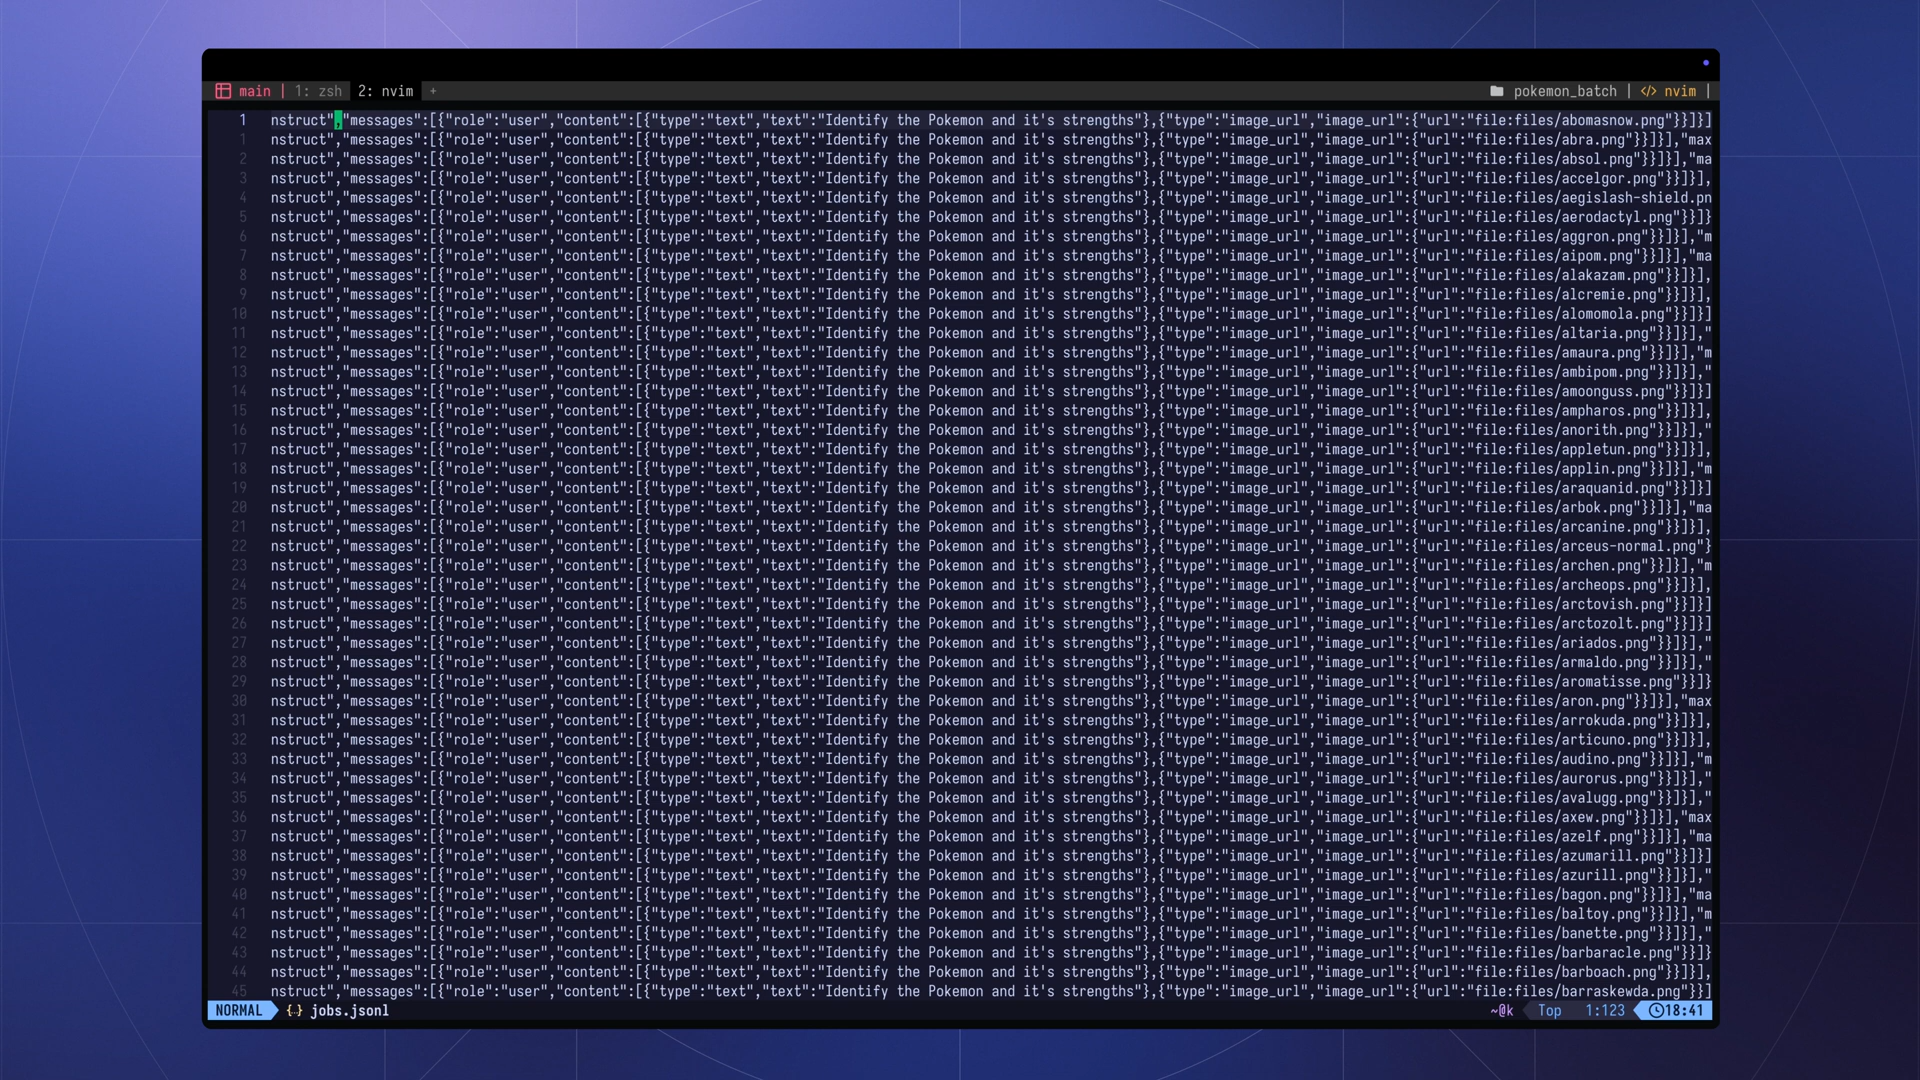 main | 1: zsh 2: nvim + pokemon_batch | </> nvim |
1 nstruct","messages":[{"role":"user","content":[{"type":"text","text":"Identify the Pokemon and it's strengths"},{"type":"image_url","image_url":{"url":"file:files/abomasnow.png"}}]}]
1 nstruct","messages":[{"role":"user","content":[{"type":"text","text":"Identify the Pokemon and it's strengths"},{"type":"image_url","image_url":{"url":"file:files/abra.png"}}]}],"max
2 nstruct","messages":[{"role":"user","content":[{"type":"text","text":"Identify the Pokemon and it's strengths"},{"type":"image_url","image_url":{"url":"file:files/absol.png"}}]}],"ma
3 nstruct","messages":[{"role":"user","content":[{"type":"text","text":"Identify the Pokemon and it's strengths"},{"type":"image_url","image_url":{"url":"file:files/accelgor.png"}}]}],
4 nstruct","messages":[{"role":"user","content":[{"type":"text","text":"Identify the Pokemon and it's strengths"},{"type":"image_url","image_url":{"url":"file:files/aegislash-shield.pn
5 nstruct","messages":[{"role":"user","content":[{"type":"text","text":"Identify the Pokemon and it's strengths"},{"type":"image_url","image_url":{"url":"file:files/aerodactyl.png"}}]}
6 nstruct","messages":[{"role":"user","content":[{"type":"text","text":"Identify the Pokemon and it's strengths"},{"type":"image_url","image_url":{"url":"file:files/aggron.png"}}]}],"m
7 nstruct","messages":[{"role":"user","content":[{"type":"text","text":"Identify the Pokemon and it's strengths"},{"type":"image_url","image_url":{"url":"file:files/aipom.png"}}]}],"ma
8 nstruct","messages":[{"role":"user","content":[{"type":"text","text":"Identify the Pokemon and it's strengths"},{"type":"image_url","image_url":{"url":"file:files/alakazam.png"}}]}],
9 nstruct","messages":[{"role":"user","content":[{"type":"text","text":"Identify the Pokemon and it's strengths"},{"type":"image_url","image_url":{"url":"file:files/alcremie.png"}}]}],
10 nstruct","messages":[{"role":"user","content":[{"type":"text","text":"Identify the Pokemon and it's strengths"},{"type":"image_url","image_url":{"url":"file:files/alomomola.png"}}]}]
11 nstruct","messages":[{"role":"user","content":[{"type":"text","text":"Identify the Pokemon and it's strengths"},{"type":"image_url","image_url":{"url":"file:files/altaria.png"}}]}],"
12 nstruct","messages":[{"role":"user","content":[{"type":"text","text":"Identify the Pokemon and it's strengths"},{"type":"image_url","image_url":{"url":"file:files/amaura.png"}}]}],"m
13 nstruct","messages":[{"role":"user","content":[{"type":"text","text":"Identify the Pokemon and it's strengths"},{"type":"image_url","image_url":{"url":"file:files/ambipom.png"}}]}],"
14 nstruct","messages":[{"role":"user","content":[{"type":"text","text":"Identify the Pokemon and it's strengths"},{"type":"image_url","image_url":{"url":"file:files/amoonguss.png"}}]}]
15 nstruct","messages":[{"role":"user","content":[{"type":"text","text":"Identify the Pokemon and it's strengths"},{"type":"image_url","image_url":{"url":"file:files/ampharos.png"}}]}],
16 nstruct","messages":[{"role":"user","content":[{"type":"text","text":"Identify the Pokemon and it's strengths"},{"type":"image_url","image_url":{"url":"file:files/anorith.png"}}]}],"
17 nstruct","messages":[{"role":"user","content":[{"type":"text","text":"Identify the Pokemon and it's strengths"},{"type":"image_url","image_url":{"url":"file:files/appletun.png"}}]}],
18 nstruct","messages":[{"role":"user","content":[{"type":"text","text":"Identify the Pokemon and it's strengths"},{"type":"image_url","image_url":{"url":"file:files/applin.png"}}]}],"m
19 nstruct","messages":[{"role":"user","content":[{"type":"text","text":"Identify the Pokemon and it's strengths"},{"type":"image_url","image_url":{"url":"file:files/araquanid.png"}}]}]
20 nstruct","messages":[{"role":"user","content":[{"type":"text","text":"Identify the Pokemon and it's strengths"},{"type":"image_url","image_url":{"url":"file:files/arbok.png"}}]}],"ma
21 nstruct","messages":[{"role":"user","content":[{"type":"text","text":"Identify the Pokemon and it's strengths"},{"type":"image_url","image_url":{"url":"file:files/arcanine.png"}}]}],
22 nstruct","messages":[{"role":"user","content":[{"type":"text","text":"Identify the Pokemon and it's strengths"},{"type":"image_url","image_url":{"url":"file:files/arceus-normal.png"}
23 nstruct","messages":[{"role":"user","content":[{"type":"text","text":"Identify the Pokemon and it's strengths"},{"type":"image_url","image_url":{"url":"file:files/archen.png"}}]}],"m
24 nstruct","messages":[{"role":"user","content":[{"type":"text","text":"Identify the Pokemon and it's strengths"},{"type":"image_url","image_url":{"url":"file:files/archeops.png"}}]}],
25 nstruct","messages":[{"role":"user","content":[{"type":"text","text":"Identify the Pokemon and it's strengths"},{"type":"image_url","image_url":{"url":"file:files/arctovish.png"}}]}]
26 nstruct","messages":[{"role":"user","content":[{"type":"text","text":"Identify the Pokemon and it's strengths"},{"type":"image_url","image_url":{"url":"file:files/arctozolt.png"}}]}]
27 nstruct","messages":[{"role":"user","content":[{"type":"text","text":"Identify the Pokemon and it's strengths"},{"type":"image_url","image_url":{"url":"file:files/ariados.png"}}]}],"
28 nstruct","messages":[{"role":"user","content":[{"type":"text","text":"Identify the Pokemon and it's strengths"},{"type":"image_url","image_url":{"url":"file:files/armaldo.png"}}]}],"
29 nstruct","messages":[{"role":"user","content":[{"type":"text","text":"Identify the Pokemon and it's strengths"},{"type":"image_url","image_url":{"url":"file:files/aromatisse.png"}}]}
30 nstruct","messages":[{"role":"user","content":[{"type":"text","text":"Identify the Pokemon and it's strengths"},{"type":"image_url","image_url":{"url":"file:files/aron.png"}}]}],"max
31 nstruct","messages":[{"role":"user","content":[{"type":"text","text":"Identify the Pokemon and it's strengths"},{"type":"image_url","image_url":{"url":"file:files/arrokuda.png"}}]}],
32 nstruct","messages":[{"role":"user","content":[{"type":"text","text":"Identify the Pokemon and it's strengths"},{"type":"image_url","image_url":{"url":"file:files/articuno.png"}}]}],
33 nstruct","messages":[{"role":"user","content":[{"type":"text","text":"Identify the Pokemon and it's strengths"},{"type":"image_url","image_url":{"url":"file:files/audino.png"}}]}],"m
34 nstruct","messages":[{"role":"user","content":[{"type":"text","text":"Identify the Pokemon and it's strengths"},{"type":"image_url","image_url":{"url":"file:files/aurorus.png"}}]}],"
35 nstruct","messages":[{"role":"user","content":[{"type":"text","text":"Identify the Pokemon and it's strengths"},{"type":"image_url","image_url":{"url":"file:files/avalugg.png"}}]}],"
36 nstruct","messages":[{"role":"user","content":[{"type":"text","text":"Identify the Pokemon and it's strengths"},{"type":"image_url","image_url":{"url":"file:files/axew.png"}}]}],"max
37 nstruct","messages":[{"role":"user","content":[{"type":"text","text":"Identify the Pokemon and it's strengths"},{"type":"image_url","image_url":{"url":"file:files/azelf.png"}}]}],"ma
38 nstruct","messages":[{"role":"user","content":[{"type":"text","text":"Identify the Pokemon and it's strengths"},{"type":"image_url","image_url":{"url":"file:files/azumarill.png"}}]}]
39 nstruct","messages":[{"role":"user","content":[{"type":"text","text":"Identify the Pokemon and it's strengths"},{"type":"image_url","image_url":{"url":"file:files/azurill.png"}}]}],"
40 nstruct","messages":[{"role":"user","content":[{"type":"text","text":"Identify the Pokemon and it's strengths"},{"type":"image_url","image_url":{"url":"file:files/bagon.png"}}]}],"ma
41 nstruct","messages":[{"role":"user","content":[{"type":"text","text":"Identify the Pokemon and it's strengths"},{"type":"image_url","image_url":{"url":"file:files/baltoy.png"}}]}],"m
42 nstruct","messages":[{"role":"user","content":[{"type":"text","text":"Identify the Pokemon and it's strengths"},{"type":"image_url","image_url":{"url":"file:files/banette.png"}}]}],"
43 nstruct","messages":[{"role":"user","content":[{"type":"text","text":"Identify the Pokemon and it's strengths"},{"type":"image_url","image_url":{"url":"file:files/barbaracle.png"}}]}
44 nstruct","messages":[{"role":"user","content":[{"type":"text","text":"Identify the Pokemon and it's strengths"},{"type":"image_url","image_url":{"url":"file:files/barboach.png"}}]}],
45 nstruct","messages":[{"role":"user","content":[{"type":"text","text":"Identify the Pokemon and it's strengths"},{"type":"image_url","image_url":{"url":"file:files/barraskewda.png"}}]
NORMAL {..} jobs.jsonl ~@k Top 1:123 18:41